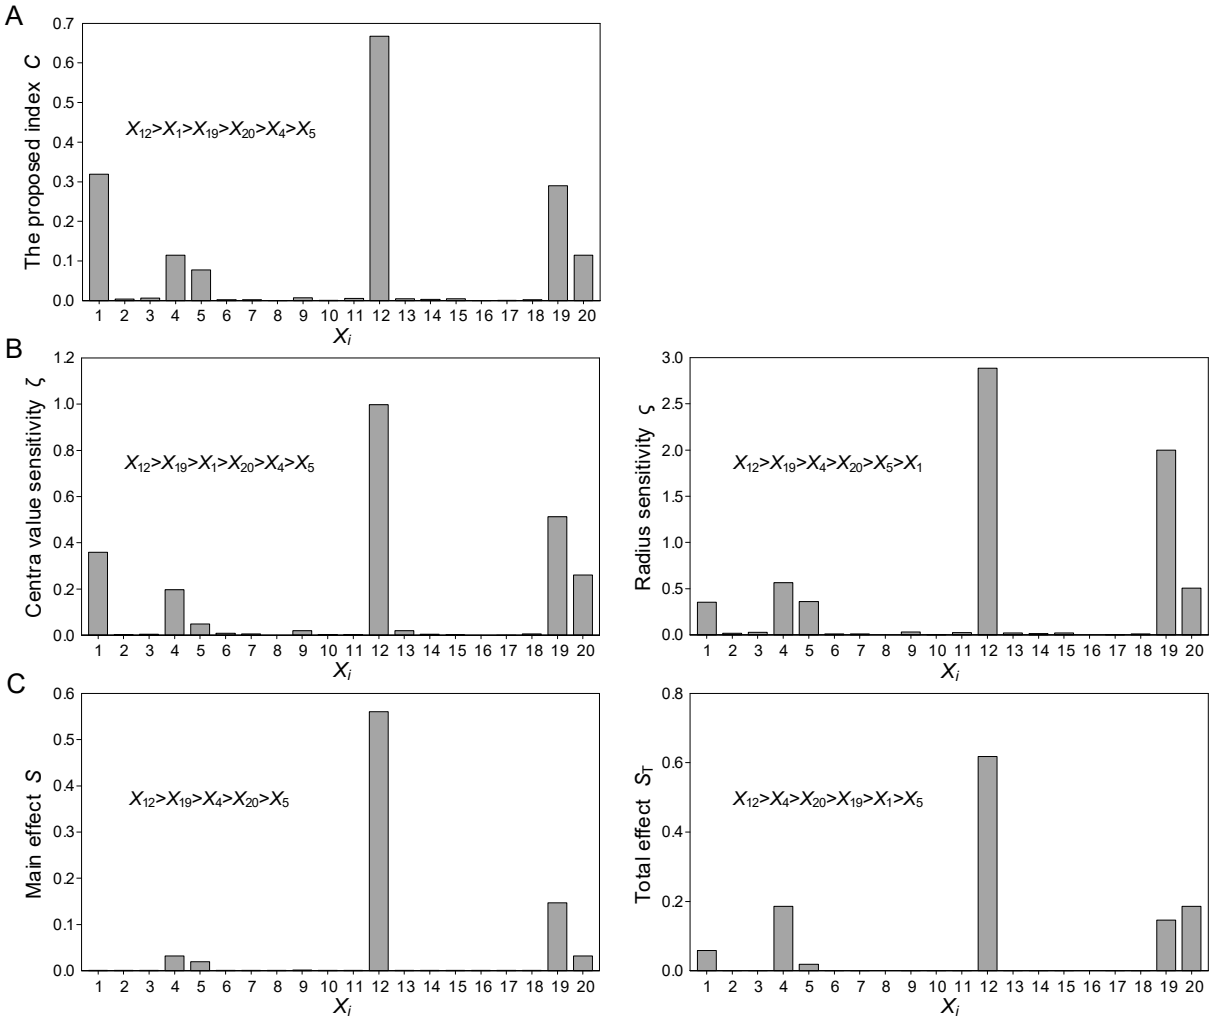 A
The proposed index C
0.7
0.6
0.5
0.4
0.3
0.2
0.1
0.0
X12>X1>X19>X20>X4>X5
1 2 3 4 5 6 7 8 9 10 11 12 13 14 15 16 17 18 19 20
Xi
B
Centra value sensitivity ζ
1.2
1.0
0.8
0.6
0.4
0.2
0.0
X12>X19>X1>X20>X4>X5
1 2 3 4 5 6 7 8 9 10 11 12 13 14 15 16 17 18 19 20
Xi
Radius sensitivity ς
3.0
2.5
2.0
1.5
1.0
0.5
0.0
X12>X19>X4>X20>X5>X1
1 2 3 4 5 6 7 8 9 10 11 12 13 14 15 16 17 18 19 20
Xi
C
Main effect S
0.6
0.5
0.4
0.3
0.2
0.1
0.0
X12>X19>X4>X20>X5
1 2 3 4 5 6 7 8 9 10 11 12 13 14 15 16 17 18 19 20
Xi
Total effect ST
0.8
0.6
0.4
0.2
0.0
X12>X4>X20>X19>X1>X5
1 2 3 4 5 6 7 8 9 10 11 12 13 14 15 16 17 18 19 20
Xi